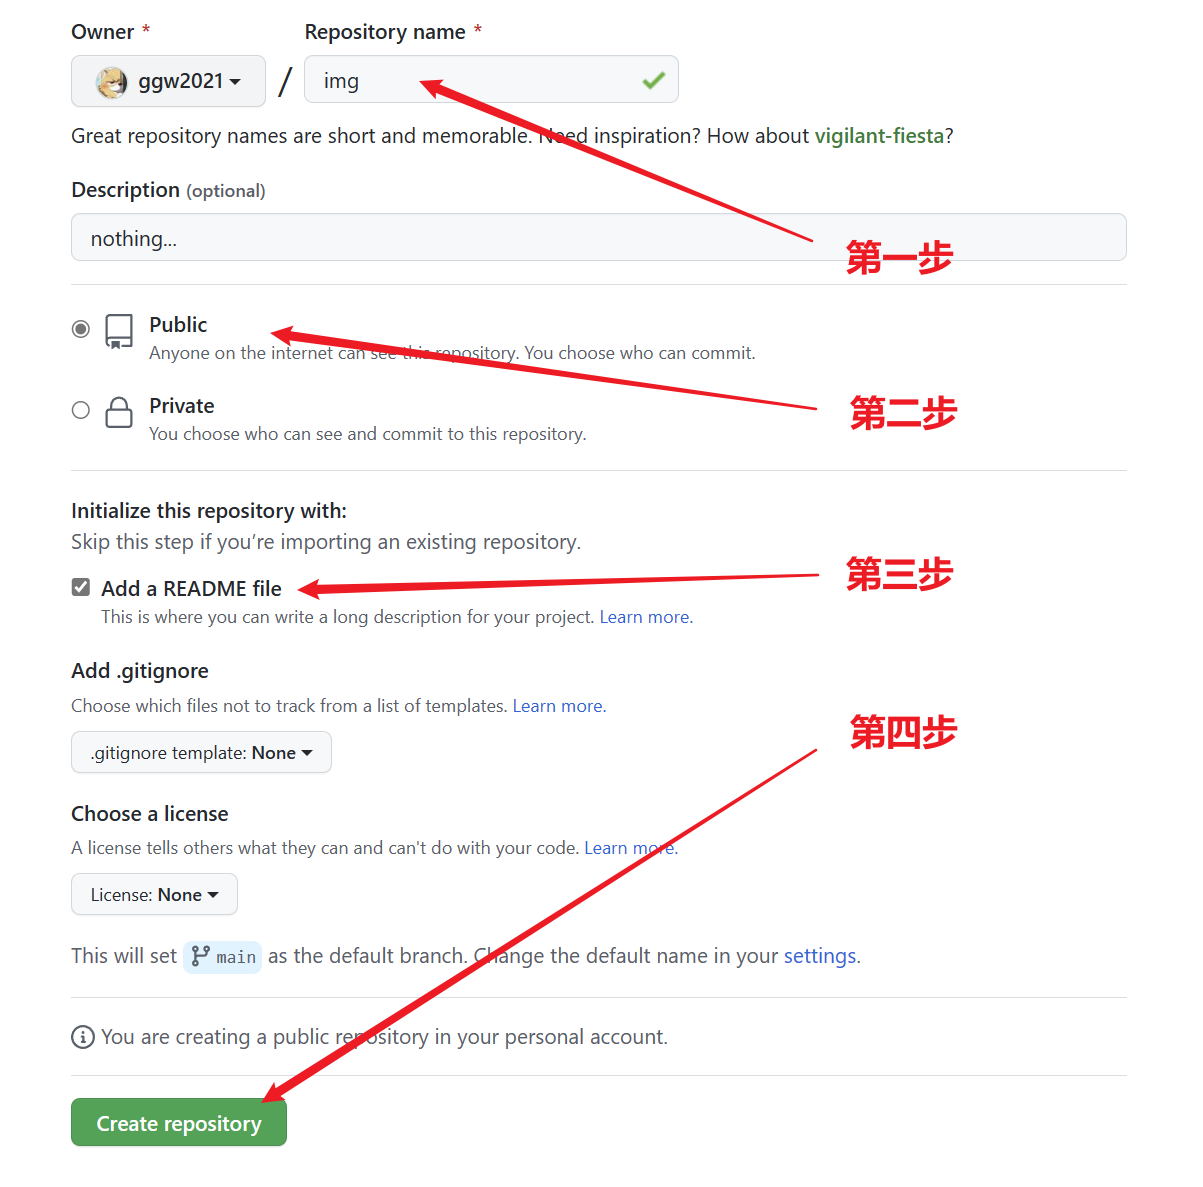 Owner *
Repository name *
ggw2021
/
img
Great repository names are short and memorable. Need inspiration? How about vigilant-fiesta?
Description (optional)
nothing...
第一步
Public
Anyone on the internet can see this repository. You choose who can commit.
第二步
Private
You choose who can see and commit to this repository.
Initialize this repository with:
Skip this step if you’re importing an existing repository.
第三步
Add a README file
This is where you can write a long description for your project. Learn more.
Add .gitignore
Choose which files not to track from a list of templates. Learn more.
第四步
.gitignore template: None
Choose a license
A license tells others what they can and can't do with your code. Learn more.
License: None
This will set main as the default branch. Change the default name in your settings.
You are creating a public repository in your personal account.
Create repository